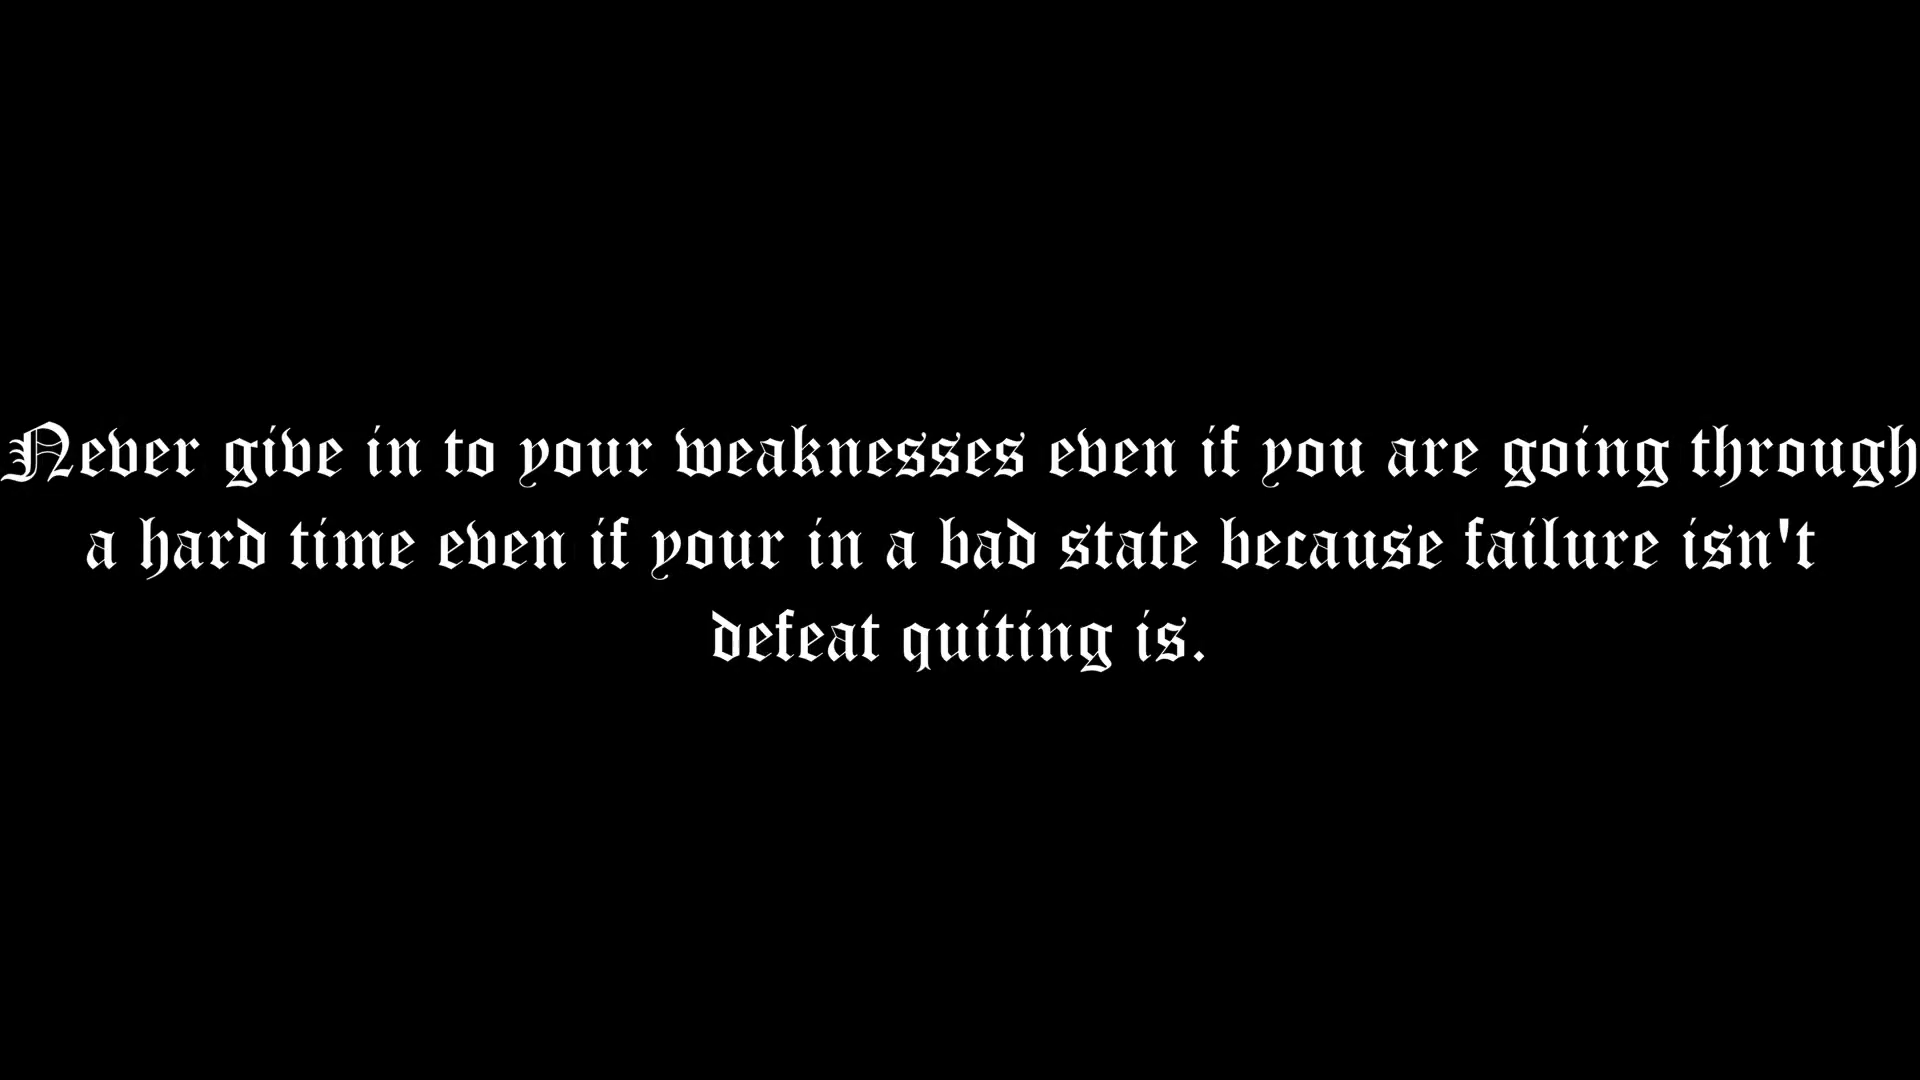 Never give in to your weaknesses even if you are going through
a hard time even if your in a bad state because failure isn't
defeat quiting is.